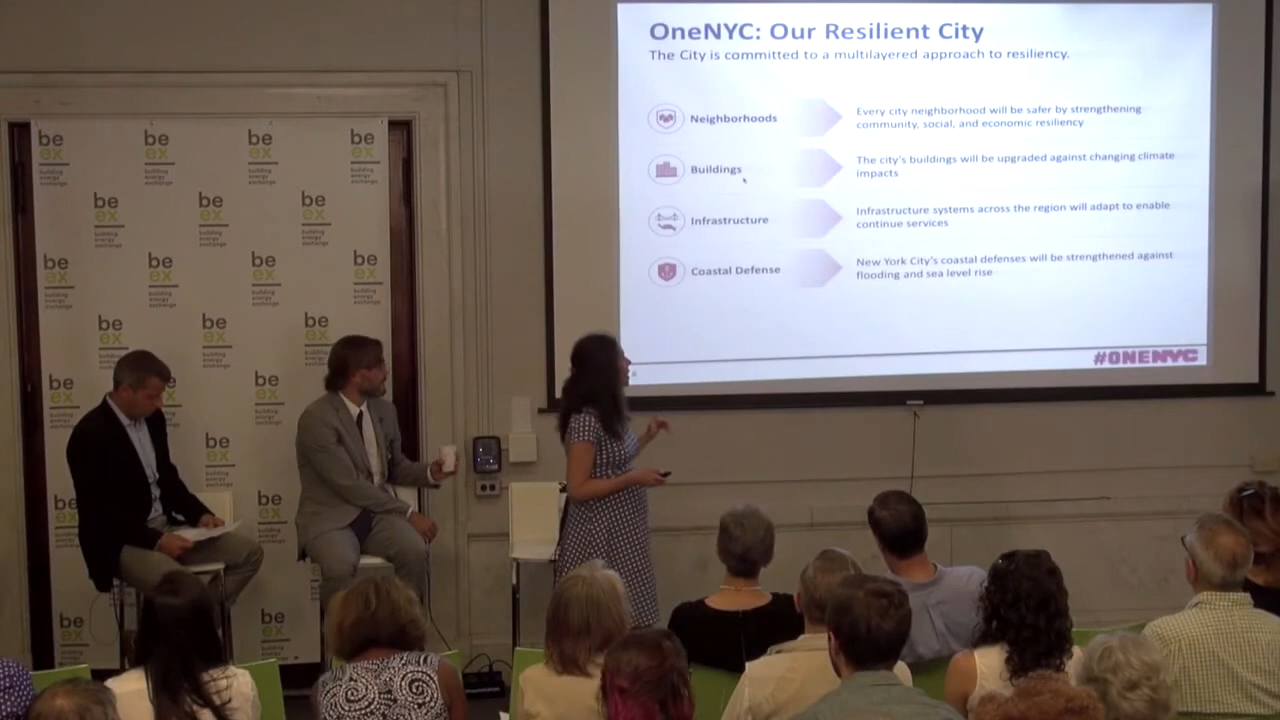 OneNYC: Our Resilient City
The City is committed to a multilayered approach to resiliency.
Neighborhoods
Every city neighborhood will be safer by strengthening
community, social, and economic resiliency
Buildings
The city's buildings will be upgraded against changing climate
impacts
Infrastructure
Infrastructure systems across the region will adapt to enable
continue services
Coastal Defense
New York City's coastal defenses will be strengthened against
flooding and sea level rise
#ONENYC
be
ex
building
energy
exchange